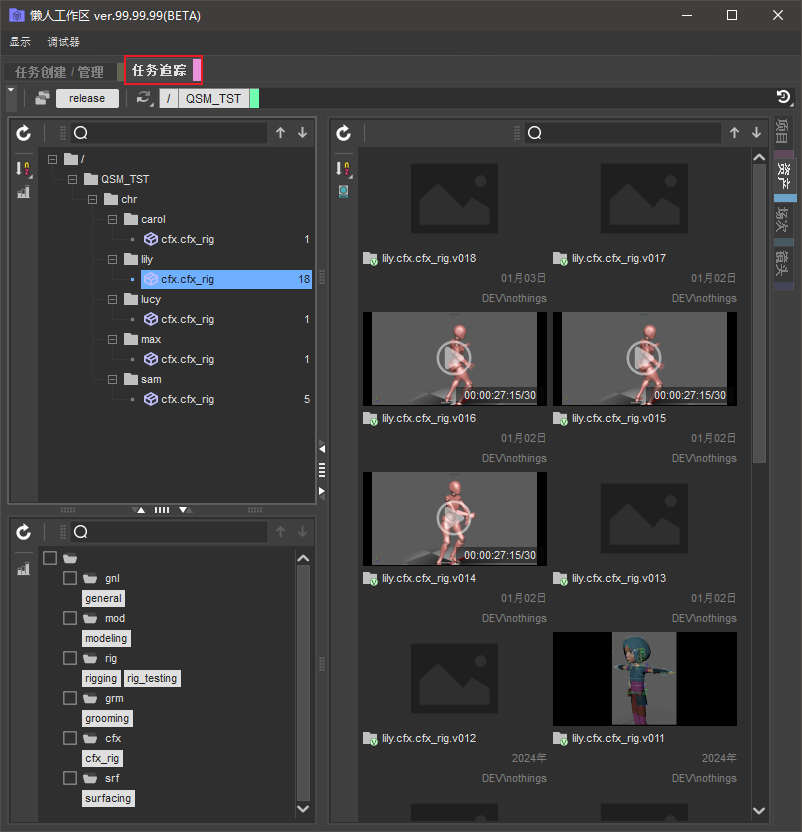 懒人工作区 ver.99.99.99(BETA)
显示 调试器
任务创建 / 管理 任务追踪
release / QSM_TST
/
QSM_TST
chr
carol
cfx.cfx_rig 1
lily
cfx.cfx_rig 18
lucy
cfx.cfx_rig 1
max
cfx.cfx_rig 1
sam
cfx.cfx_rig 5
gnl
general
mod
modeling
rig
rigging rig_testing
grm
grooming
cfx
cfx_rig
srf
surfacing
lily.cfx.cfx_rig.v018
01月03日
DEV\nothings
lily.cfx.cfx_rig.v017
01月02日
DEV\nothings
00:00:27:15/30
lily.cfx.cfx_rig.v016
01月02日
DEV\nothings
00:00:27:15/30
lily.cfx.cfx_rig.v015
01月02日
DEV\nothings
00:00:27:15/30
lily.cfx.cfx_rig.v014
01月02日
DEV\nothings
lily.cfx.cfx_rig.v013
01月02日
DEV\nothings
lily.cfx.cfx_rig.v012
2024年
DEV\nothings
lily.cfx.cfx_rig.v011
2024年
DEV\nothings
项目
资产
场次
镜头